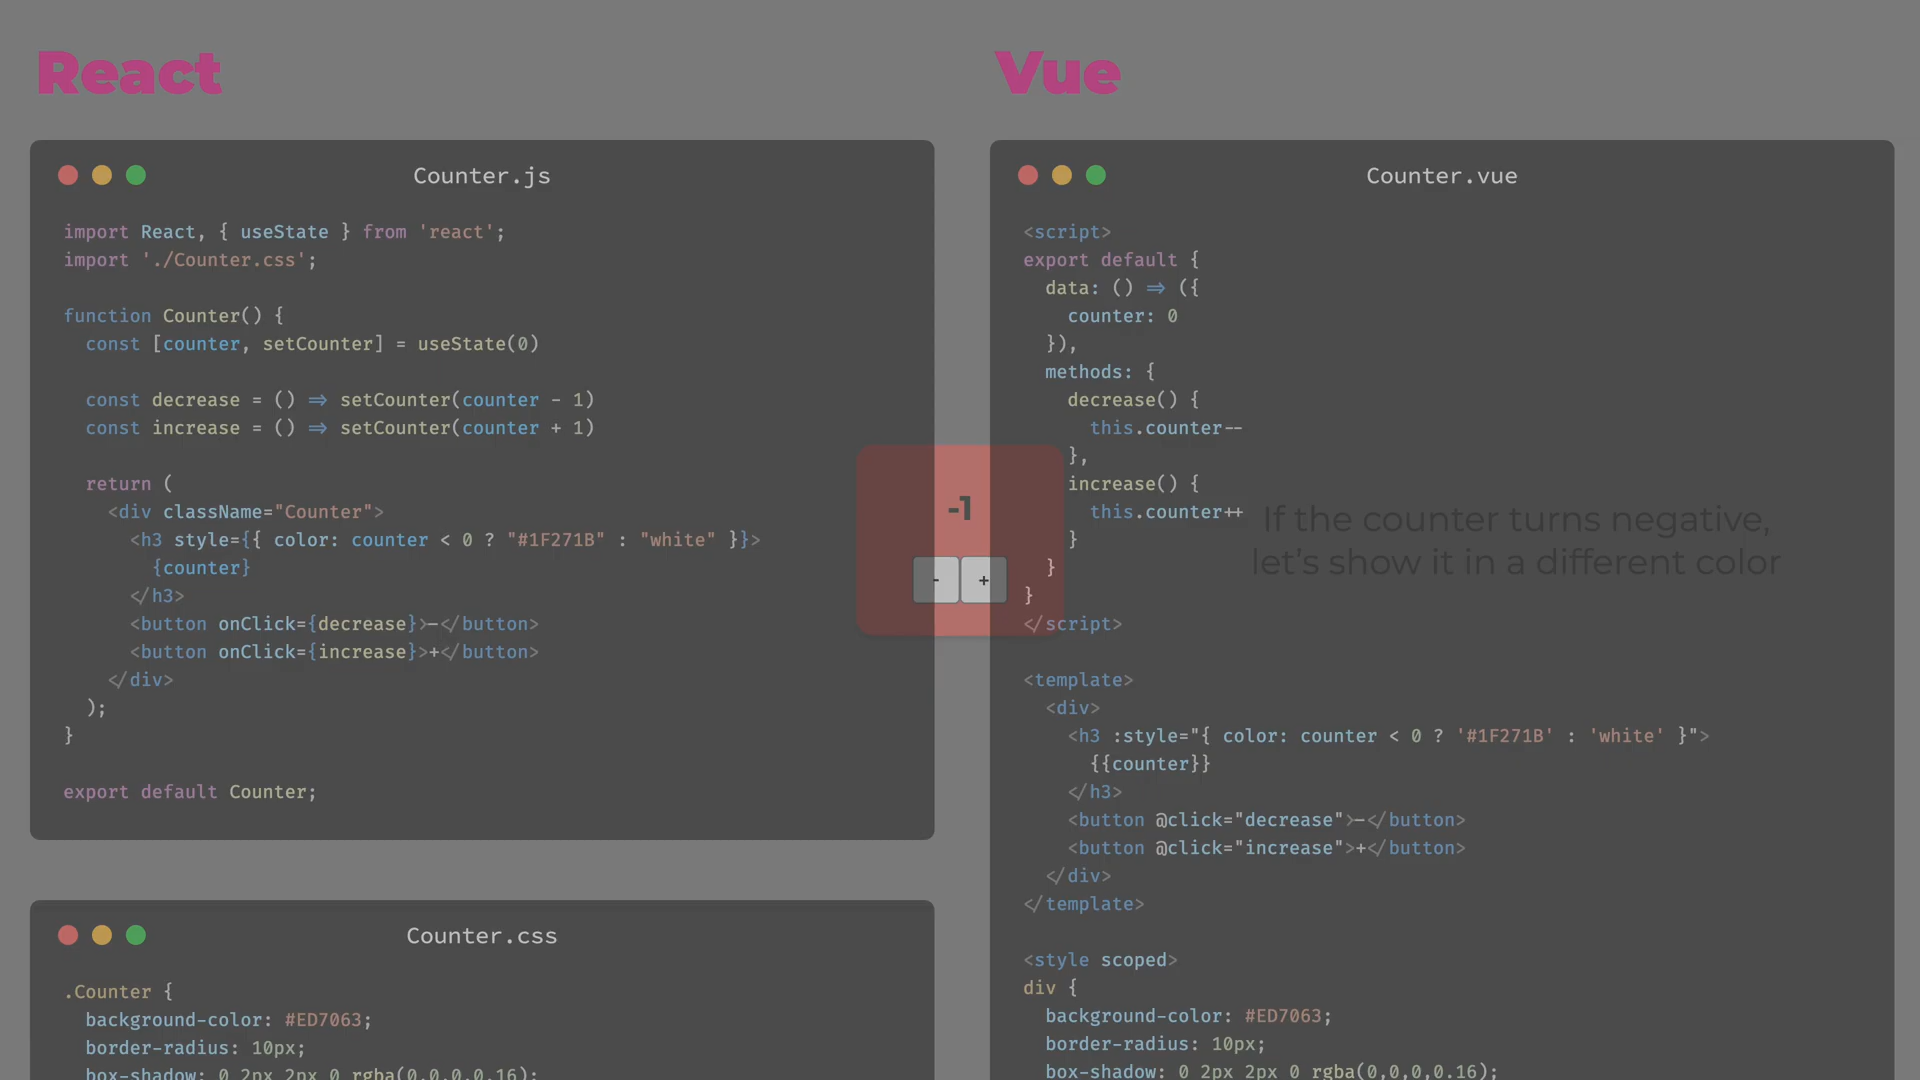 React
Counter.js
import React, { useState } from 'react';
import './Counter.css';
function Counter() {
const [counter, setCounter] = useState(0)
const decrease = () => setCounter(counter - 1)
const increase = () => setCounter(counter + 1)
return (
<div className="Counter">
<h3 style={{ color: counter < 0 ? "#1F271B" : "white" }}>
{counter}
</h3>
<button onClick={decrease}>-</button>
<button onClick={increase}>+</button>
</div>
);
}
export default Counter;
Counter.css
.Counter {
background-color: #ED7063;
border-radius: 10px;
box-shadow: 0 2px 2px 0 rgba(0,0,0,0.16);
-1
- +
Vue
Counter.vue
<script>
export default {
data: () => ({
counter: 0
}),
methods: {
decrease() {
this.counter--
},
increase() {
this.counter++
}
}
}
</script>
<template>
<div>
<h3 :style="{ color: counter < 0 ? '#1F271B' : 'white' }">
{{counter}}
</h3>
<button @click="decrease">-</button>
<button @click="increase">+</button>
</div>
</template>
<style scoped>
div {
background-color: #ED7063;
border-radius: 10px;
box-shadow: 0 2px 2px 0 rgba(0,0,0,0.16);
If the counter turns negative,
let's show it in a different color